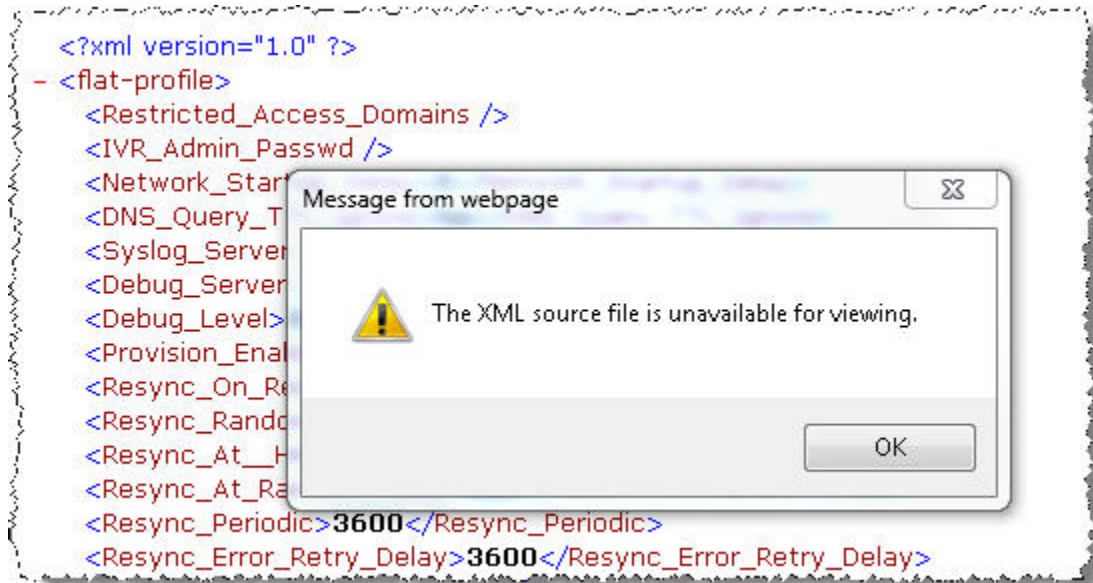 <?xml version="1.0" ?>
- <flat-profile>
<Restricted_Access_Domains />
<IVR_Admin_Passwd />
<Network_Star
<DNS_Query_T
<Syslog_Server
<Debug_Server
<Debug_Level>
<Provision_Enal
<Resync_On_Re
<Resync_Rando
<Resync_At__H
<Resync_At_Ra
Message from webpage
The XML source file is unavailable for viewing.
OK
<Resync_Periodic>3600</Resync_Periodic>
<Resync_Error_Retry_Delay>3600</Resync_Error_Retry_Delay>